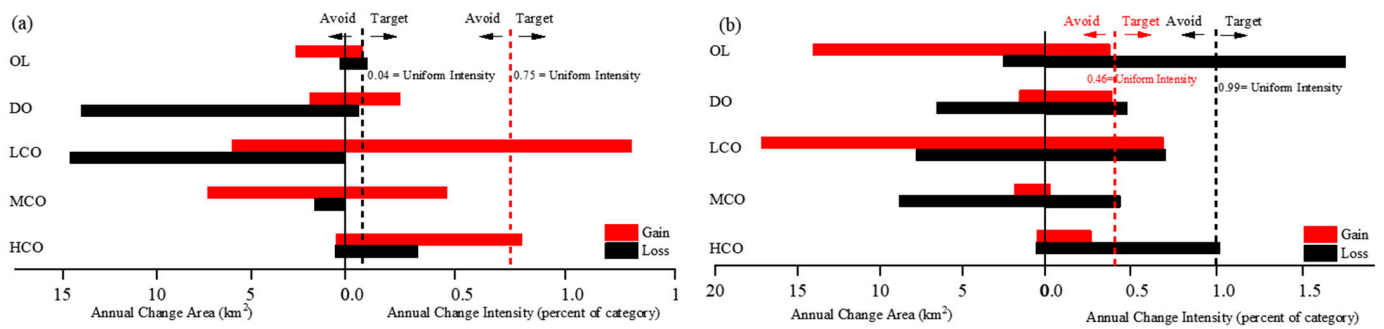 (a)
Avoid Target Avoid Target
OL
0.04 = Uniform Intensity 0.75 = Uniform Intensity
DO
LCO
MCO
Gain
HCO
Loss
15 10 5 0.0 0.5 1.0 1
Annual Change Area (km²) Annual Change Intensity (percent of category)
(b)
Avoid Target Avoid Target
OL
0.46= Uniform Intensity
0.99= Uniform Intensity
DO
LCO
MCO
Gain
HCO
Loss
20 15 10 5 0 0.0 0.5 1.0 1.5
Annual Change Area (km²) Annual Change Intensity (percent of category)